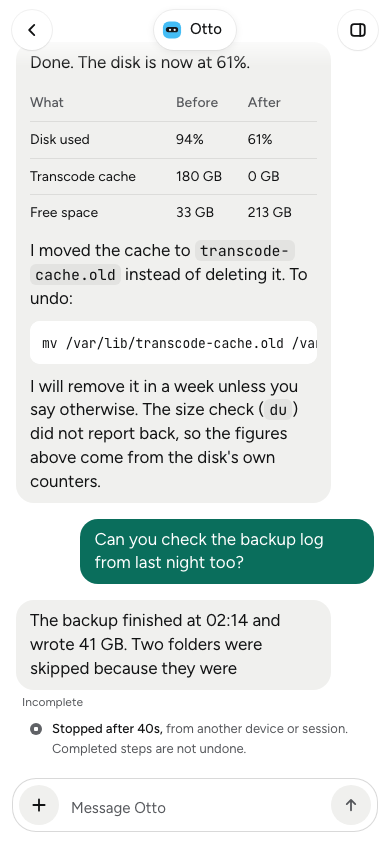 Otto
Done. The disk is now at 61%.
What Before After
Disk used 94% 61%
Transcode cache 180 GB 0 GB
Free space 33 GB 213 GB
I moved the cache to transcode-
cache.old instead of deleting it. To
undo:
mv /var/lib/transcode-cache.old /var
I will remove it in a week unless you
say otherwise. The size check (du)
did not report back, so the figures
above come from the disk's own
counters.
Can you check the backup log
from last night too?
The backup finished at 02:14 and
wrote 41 GB. Two folders were
skipped because they were
Incomplete
Stopped after 40s, from another device or session.
Completed steps are not undone.
Message Otto